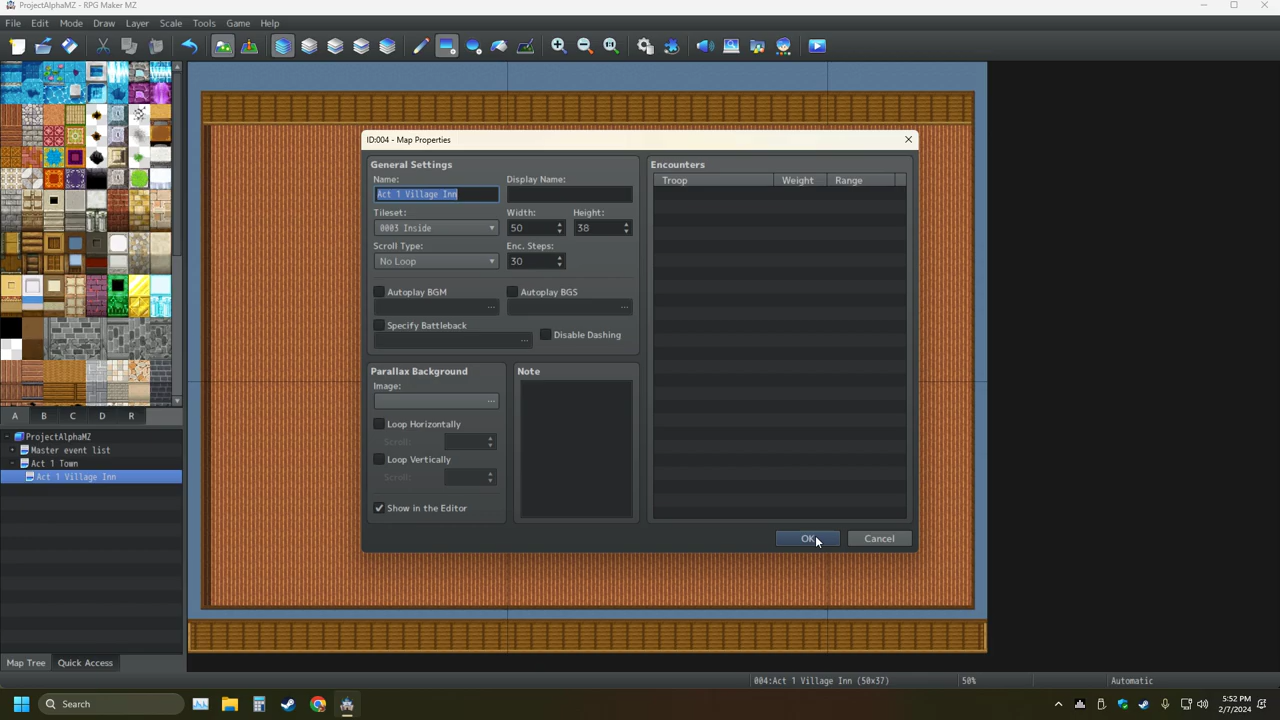 ProjectAlphaMZ - RPG Maker MZ
File Edit Mode Draw Layer Scale Tools Game Help
ID:004 - Map Properties
General Settings
Name: Display Name:
Act 1 Village Inn
Tileset: Width: Height:
0003 Inside 50 38
Scroll Type: Enc. Steps:
No Loop 30
Autoplay BGM Autoplay BGS
... ...
Specify Battleback
Disable Dashing
...
Parallax Background
Image:
...
Loop Horizontally
Scroll:
Loop Vertically
Scroll:
Show in the Editor
Note
Encounters
Troop Weight Range
OK Cancel
A B C D R
ProjectAlphaMZ
Master event list
Act 1 Town
Act 1 Village Inn
Map Tree Quick Access
004:Act 1 Village Inn (50x37) 50% Automatic
Search
5:52 PM
2/7/2024